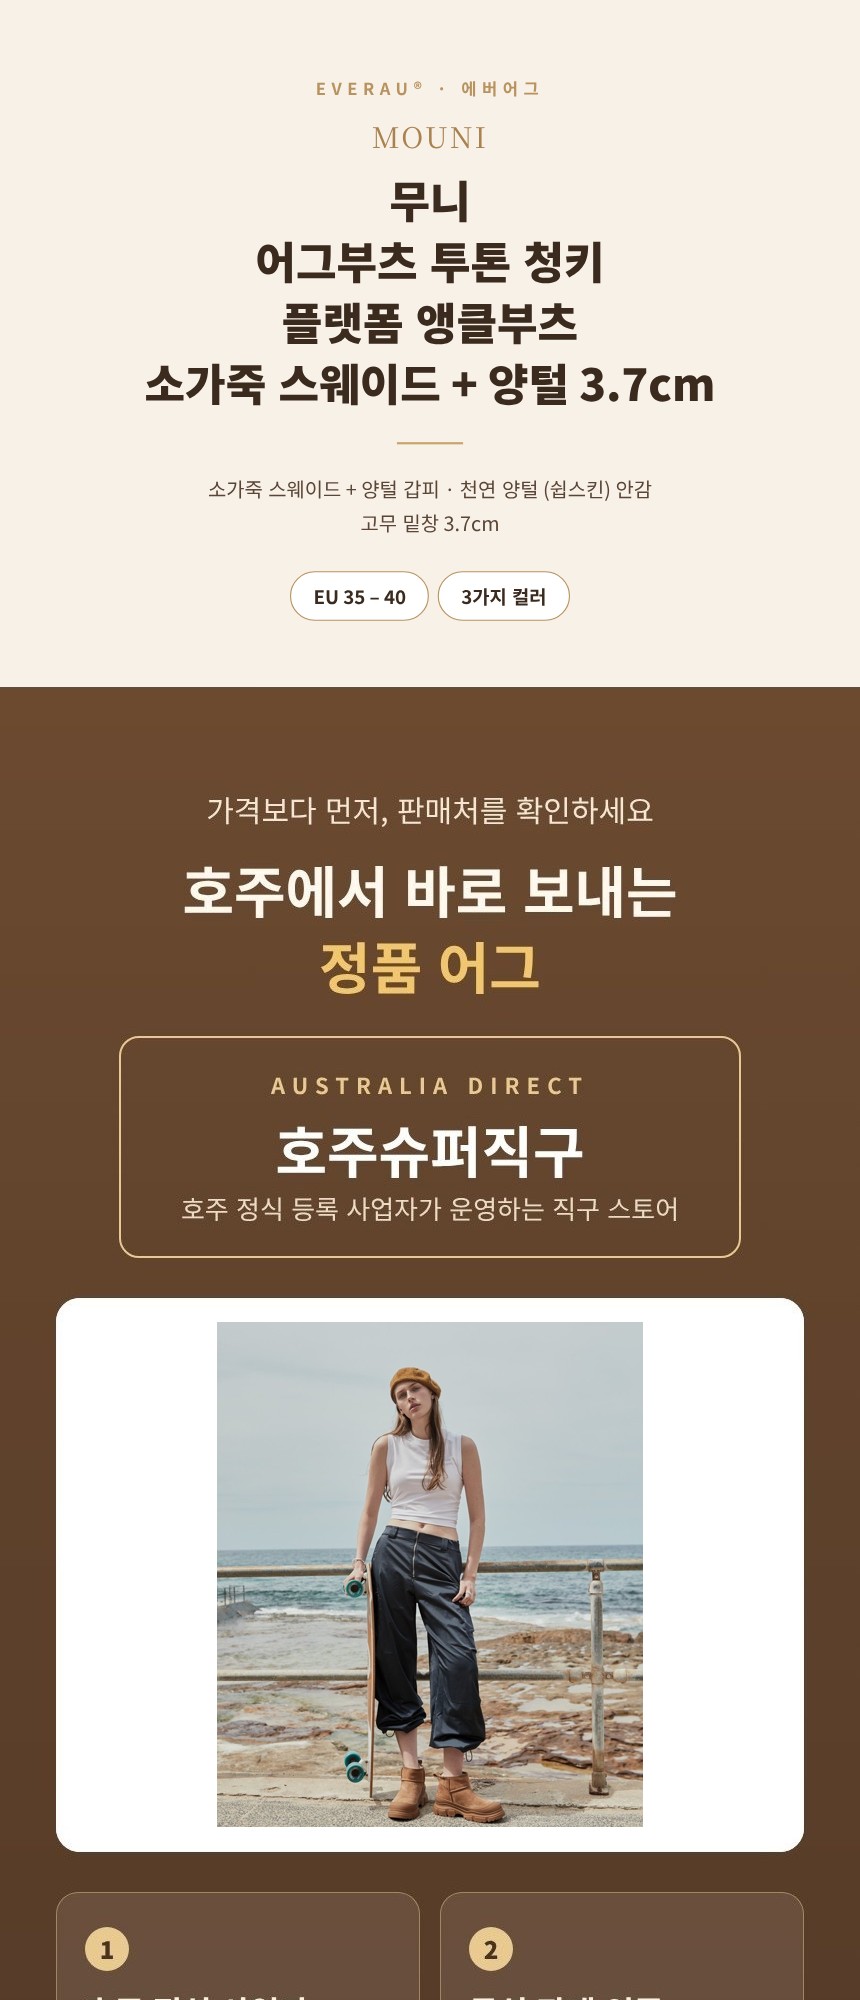 EVERAU® · 에버어그
MOUNI
무니
어그부츠 투톤 청키
플랫폼 앵클부츠
소가죽 스웨이드 + 양털 3.7cm
소가죽 스웨이드 + 양털 갑피 · 천연 양털 (쉽스킨) 안감
고무 밑창 3.7cm
EU 35 – 40
3가지 컬러
가격보다 먼저, 판매처를 확인하세요
호주에서 바로 보내는
정품 어그
AUSTRALIA DIRECT
호주슈퍼직구
호주 정식 등록 사업자가 운영하는 직구 스토어
1
2